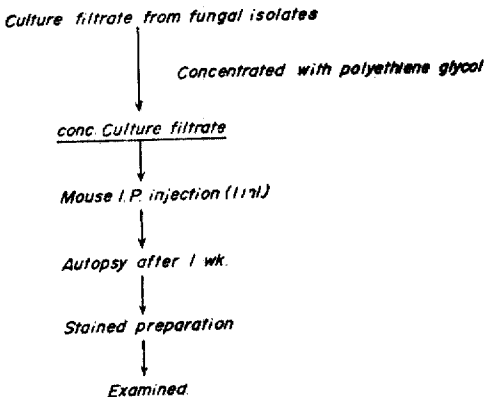 Culture filtrate from fungal isolates
Concentrated with polyethlene glycol
conc. Culture filtrate
Mouse I.P. injection (1ml)
Autopsy after 1 wk.
Stained preparation
Examined.